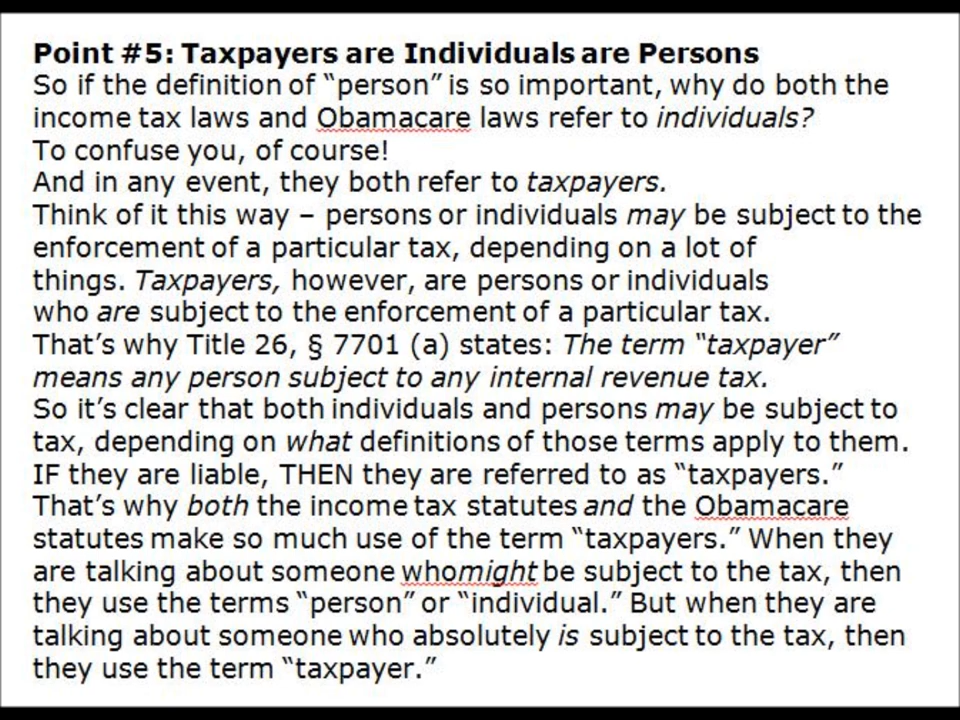 Point #5: Taxpayers are Individuals are Persons
So if the definition of “person” is so important, why do both the
income tax laws and Obamacare laws refer to individuals?
To confuse you, of course!
And in any event, they both refer to taxpayers.
Think of it this way – persons or individuals may be subject to the
enforcement of a particular tax, depending on a lot of
things. Taxpayers, however, are persons or individuals
who are subject to the enforcement of a particular tax.
That’s why Title 26, § 7701 (a) states: The term “taxpayer”
means any person subject to any internal revenue tax.
So it’s clear that both individuals and persons may be subject to
tax, depending on what definitions of those terms apply to them.
IF they are liable, THEN they are referred to as “taxpayers.”
That’s why both the income tax statutes and the Obamacare
statutes make so much use of the term “taxpayers.” When they
are talking about someone whomight be subject to the tax, then
they use the terms “person” or “individual.” But when they are
talking about someone who absolutely is subject to the tax, then
they use the term “taxpayer.”